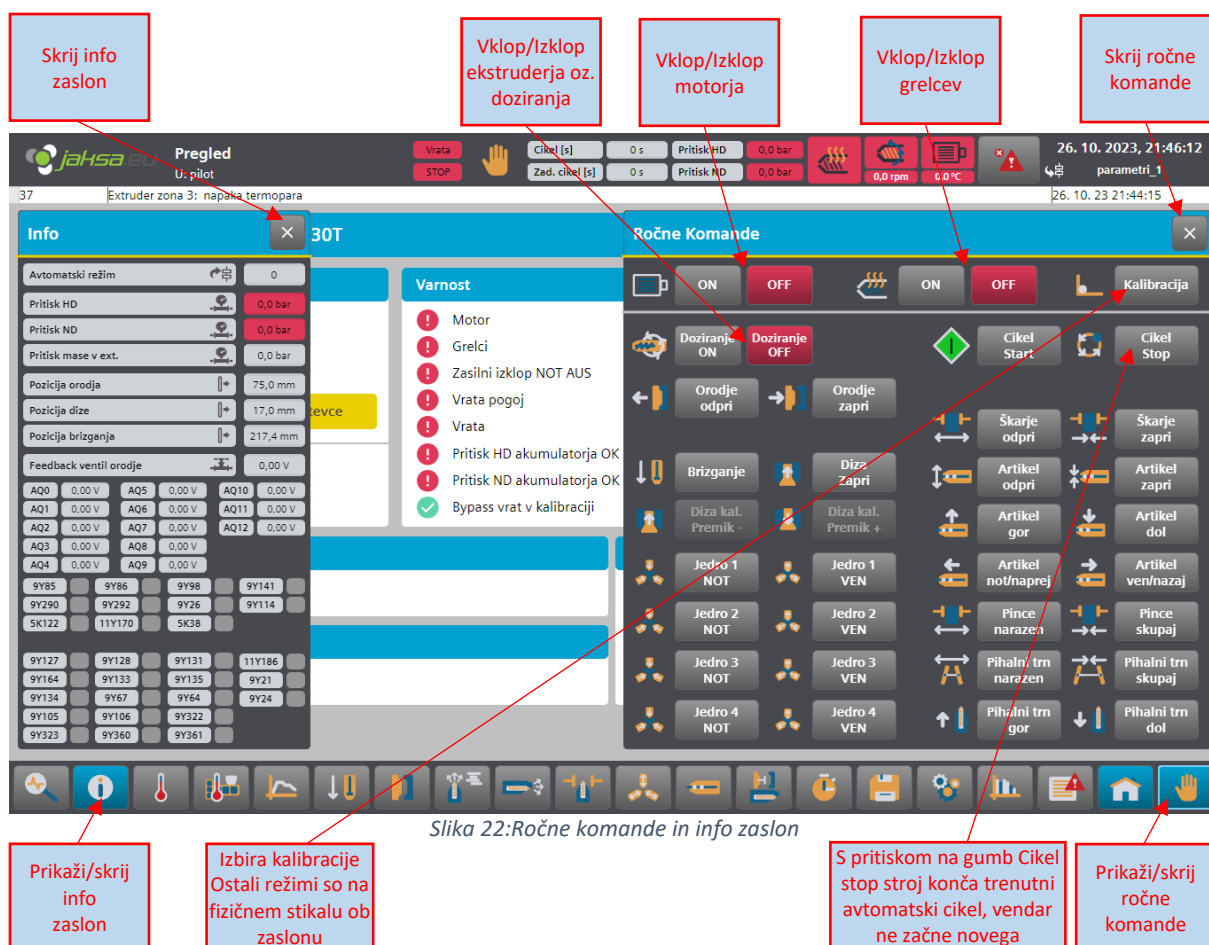 Skrij info
zaslon
Vklop/Izklop
ekstruderja oz.
doziranja
Vklop/Izklop
motorja
Vklop/Izklop
grelcev
Skrij ročne
komande
jaksa eu
Pregled
U: pilot
Vrata
STOP
Cikel [s]
0 s
Zad. cikel [s]
0 s
Pritisk HD
0,0 bar
Pritisk ND
0,0 bar
0,0 rpm
0,0 °C
26. 10. 2023, 21:46:12
parametri_1
37
Extruder zona 3: napaka termopara
26. 10. 23 21:44:15
Info
30T
Avtomatski režim
0
Pritisk HD
0,0 bar
Pritisk ND
0,0 bar
Pritisk mase v ext.
0,0 bar
Pozicija orodja
75,0 mm
Pozicija dize
17,0 mm
Pozicija brizganja
217,4 mm
Feedback ventil orodje
0,00 V
AQ0 0,00 V AQ5 0,00 V AQ10 0,00 V
AQ1 0,00 V AQ6 0,00 V AQ11 0,00 V
AQ2 0,00 V AQ7 0,00 V AQ12 0,00 V
AQ3 0,00 V AQ8 0,00 V
AQ4 0,00 V AQ9 0,00 V
9Y85 9Y86 9Y98 9Y141
9Y290 9Y292 9Y26 9Y114
5K122 11Y170 5K38
9Y127 9Y128 9Y131 11Y186
9Y164 9Y133 9Y135 9Y21
9Y134 9Y67 9Y64 9Y24
9Y105 9Y106 9Y322
9Y323 9Y360 9Y361
tevce
Varnost
Motor
Grelci
Zasilni izklop NOT AUS
Vrata pogoj
Vrata
Pritisk HD akumulatorja OK
Pritisk ND akumulatorja OK
Bypass vrat v kalibraciji
Ročne Komande
ON
OFF
ON
OFF
Kalibracija
Doziranje
ON
Doziranje
OFF
Cikel
Start
Cikel
Stop
Orodje
odpri
Orodje
zapri
Škarje
odpri
Škarje
zapri
Brizganje
Diza
Zapri
Artikel
odpri
Artikel
zapri
Diza kal.
Premik -
Diza kal.
Premik +
Artikel
gor
Artikel
dol
Jedro 1
NOT
Jedro 1
VEN
Artikel
not/naprej
Artikel
ven/nazaj
Jedro 2
NOT
Jedro 2
VEN
Pince
narazen
Pince
skupaj
Jedro 3
NOT
Jedro 3
VEN
Pihalni trn
narazen
Pihalni trn
skupaj
Jedro 4
NOT
Jedro 4
VEN
Pihalni trn
gor
Pihalni trn
dol
Slika 22:Ročne komande in info zaslon
Prikaži/skrij
info
zaslon
Izbira kalibracije
Ostali režimi so na
fizičnem stikalu ob
zaslonu
S pritiskom na gumb Cikel
stop stroj konča trenutni
avtomatski cikel, vendar
ne začne novega
Prikaži/skrij
ročne
komande